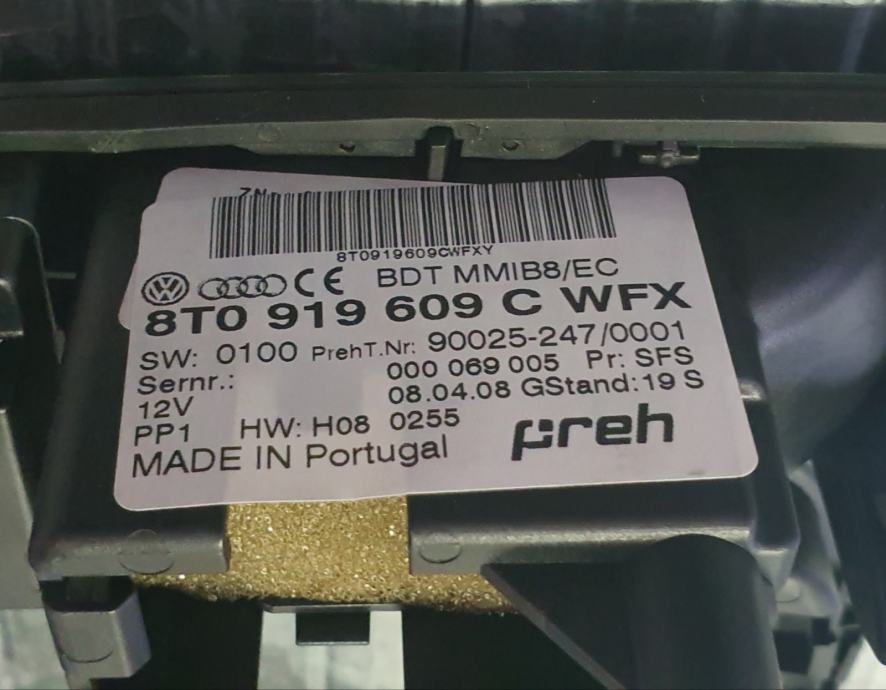 8T0919609CWFXY
CE BDT MMIB8/EC
8T0 919 609 C WFX
SW: 0100 PrehT.Nr: 90025-247/0001
Sernr.: 000 069 005 Pr: SFS
12V 08.04.08 GStand:19 S
PP1 HW: H08 0255
MADE IN Portugal preh